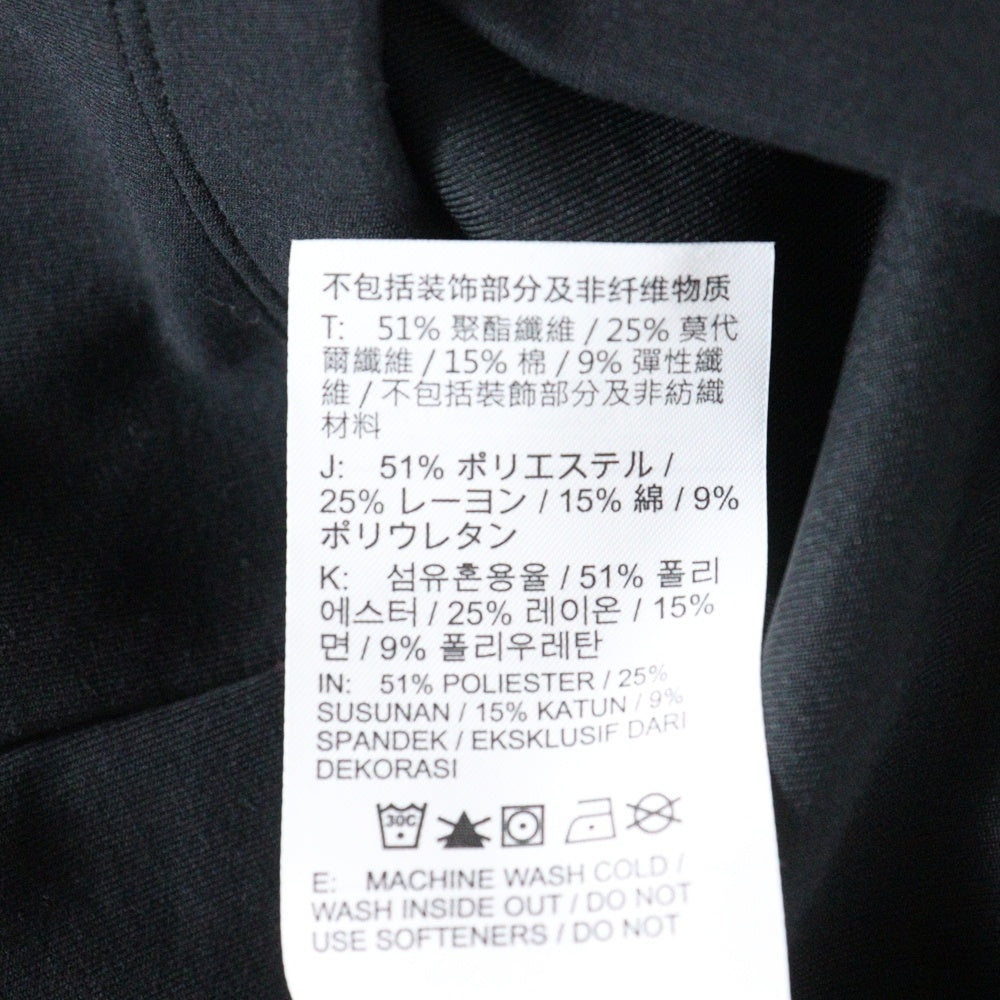 不包括装饰部分及非纤维物质
T: 51% 聚酯纖維 / 25% 莫代
爾纖維 / 15% 棉 / 9% 彈性纖
維 / 不包括裝飾部分及非紡織
材料
J: 51% ポリエステル /
25% レーヨン / 15% 綿 / 9%
ポリウレタン
K: 섬유혼용율 / 51% 폴리
에스터 / 25% 레이온 / 15%
면 / 9% 폴리우레탄
IN: 51% POLIESTER / 25%
SUSUNAN / 15% KATUN / 9%
SPANDEK / EKSKLUSIF DARI
DEKORASI
30C
E: MACHINE WASH COLD /
WASH INSIDE OUT / DO NOT
USE SOFTENERS / DO NOT